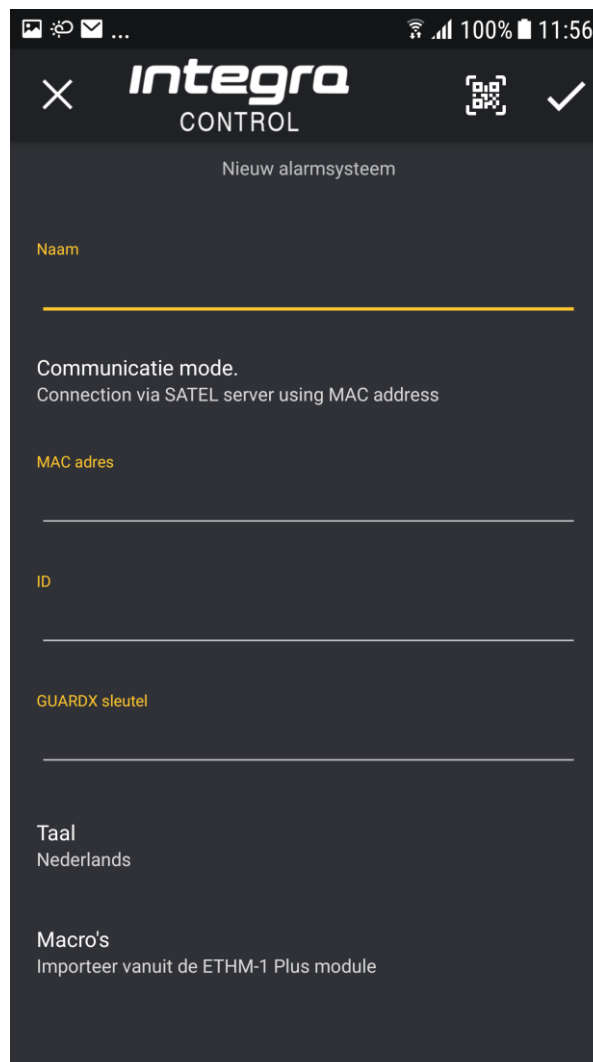 ... 100% 11:56
Integra
CONTROL
Nieuw alarmsysteem
Naam
Communicatie mode.
Connection via SATEL server using MAC address
MAC adres
ID
GUARDX sleutel
Taal
Nederlands
Macro's
Importeer vanuit de ETHM-1 Plus module